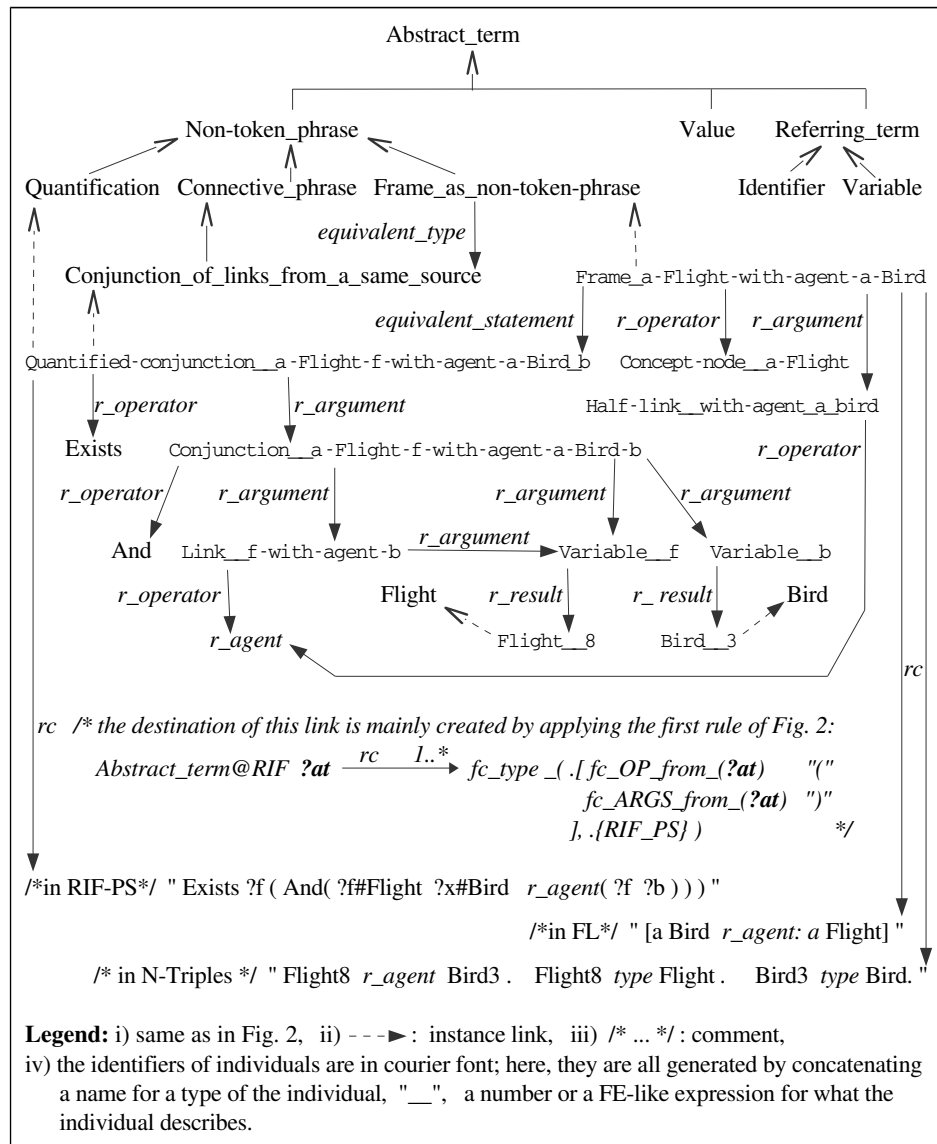 Abstract_term
Non-token_phrase Value Referring_term
Quantification Connective_phrase Frame_as_non-token-phrase Identifier Variable
equivalent_type
Conjunction_of_links_from_a_same_source
Frame_a-Flight-with-agent-a-Bird
equivalent_statement r_operator r_argument
Quantified-conjunction__a-Flight-f-with-agent-a-Bird_b Concept-node__a-Flight
r_operator r_argument Half-link__with-agent_a_bird
Exists Conjunction__a-Flight-f-with-agent-a-Bird-b r_operator
r_operator r_argument r_argument r_argument
And Link__f-with-agent-b r_argument Variable__f Variable__b
r_operator Flight r_result r_ result Bird
r_agent Flight__8 Bird__3
rc
rc /* the destination of this link is mainly created by applying the first rule of Fig. 2:
Abstract_term@RIF ?at rc 1..* fc_type _( .[ fc_OP_from_(?at) "("
fc_ARGS_from_(?at) ")"
], .{RIF_PS} ) */
/*in RIF-PS*/ " Exists ?f ( And( ?f#Flight ?x#Bird r_agent( ?f ?b ) ) ) "
/*in FL*/ " [a Bird r_agent: a Flight] "
/* in N-Triples */ " Flight8 r_agent Bird3 . Flight8 type Flight . Bird3 type Bird. "
Legend: i) same as in Fig. 2, ii) - - -► : instance link, iii) /* ... */ : comment,
iv) the identifiers of individuals are in courier font; here, they are all generated by concatenating
a name for a type of the individual, "__", a number or a FE-like expression for what the
individual describes.